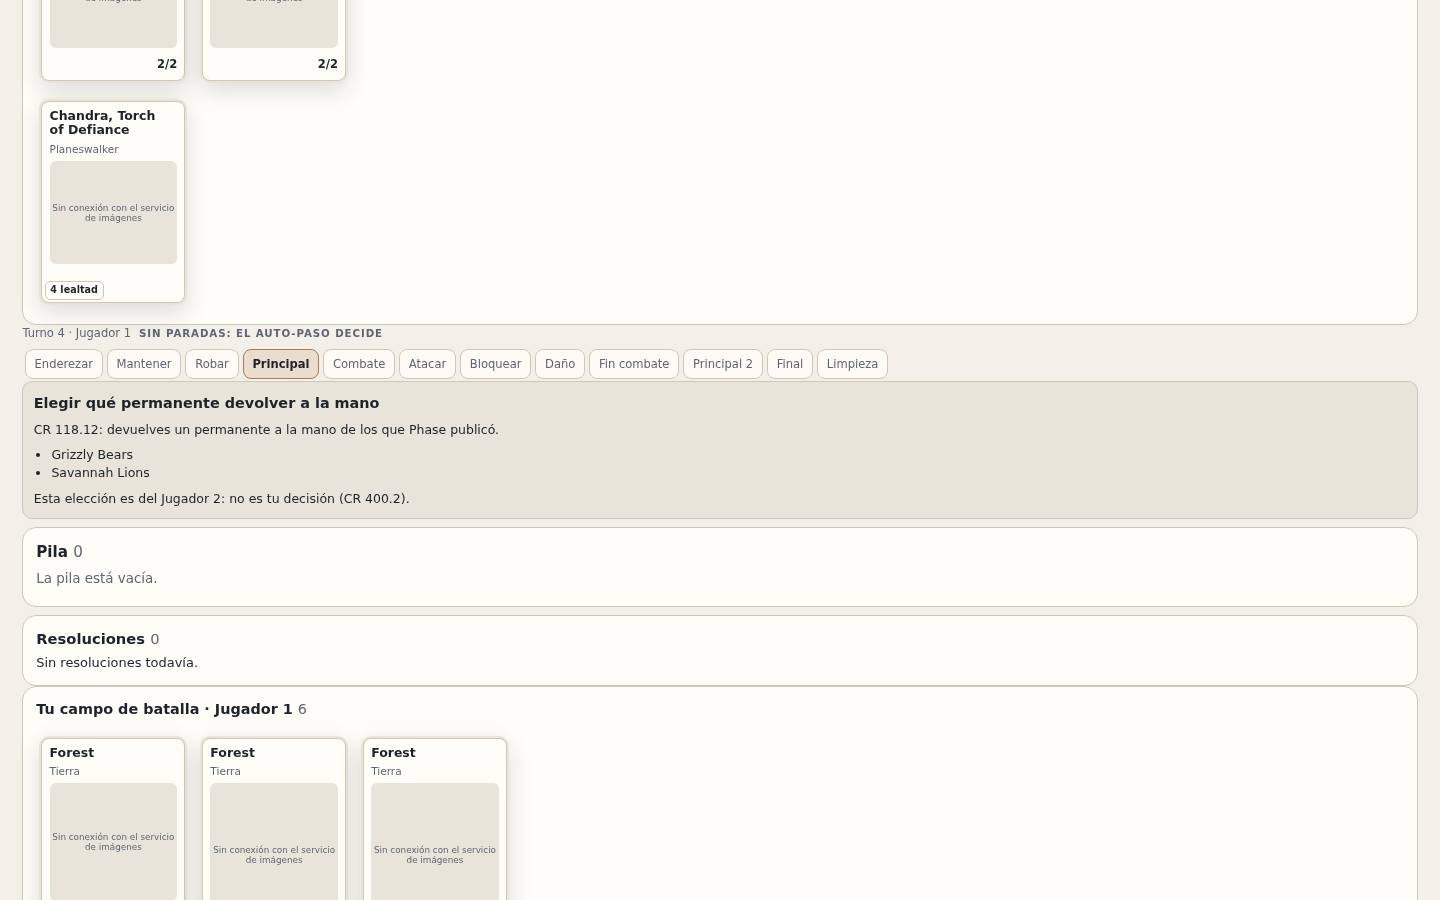 2/2
2/2
Chandra, Torch
of Defiance
Planeswalker
Sin conexión con el servicio
de imágenes
4 lealtad
Turno 4 · Jugador 1 SIN PARADAS: EL AUTO-PASO DECIDE
Enderezar Mantener Robar Principal Combate Atacar Bloquear Daño Fin combate Principal 2 Final Limpieza
Elegir qué permanente devolver a la mano
CR 118.12: devuelves un permanente a la mano de los que Phase publicó.
• Grizzly Bears
• Savannah Lions
Esta elección es del Jugador 2: no es tu decisión (CR 400.2).
Pila 0
La pila está vacía.
Resoluciones 0
Sin resoluciones todavía.
Tu campo de batalla · Jugador 1 6
Forest Forest Forest
Tierra Tierra Tierra
Sin conexión con el servicio
de imágenes
Sin conexión con el servicio
de imágenes
Sin conexión con el servicio
de imágenes